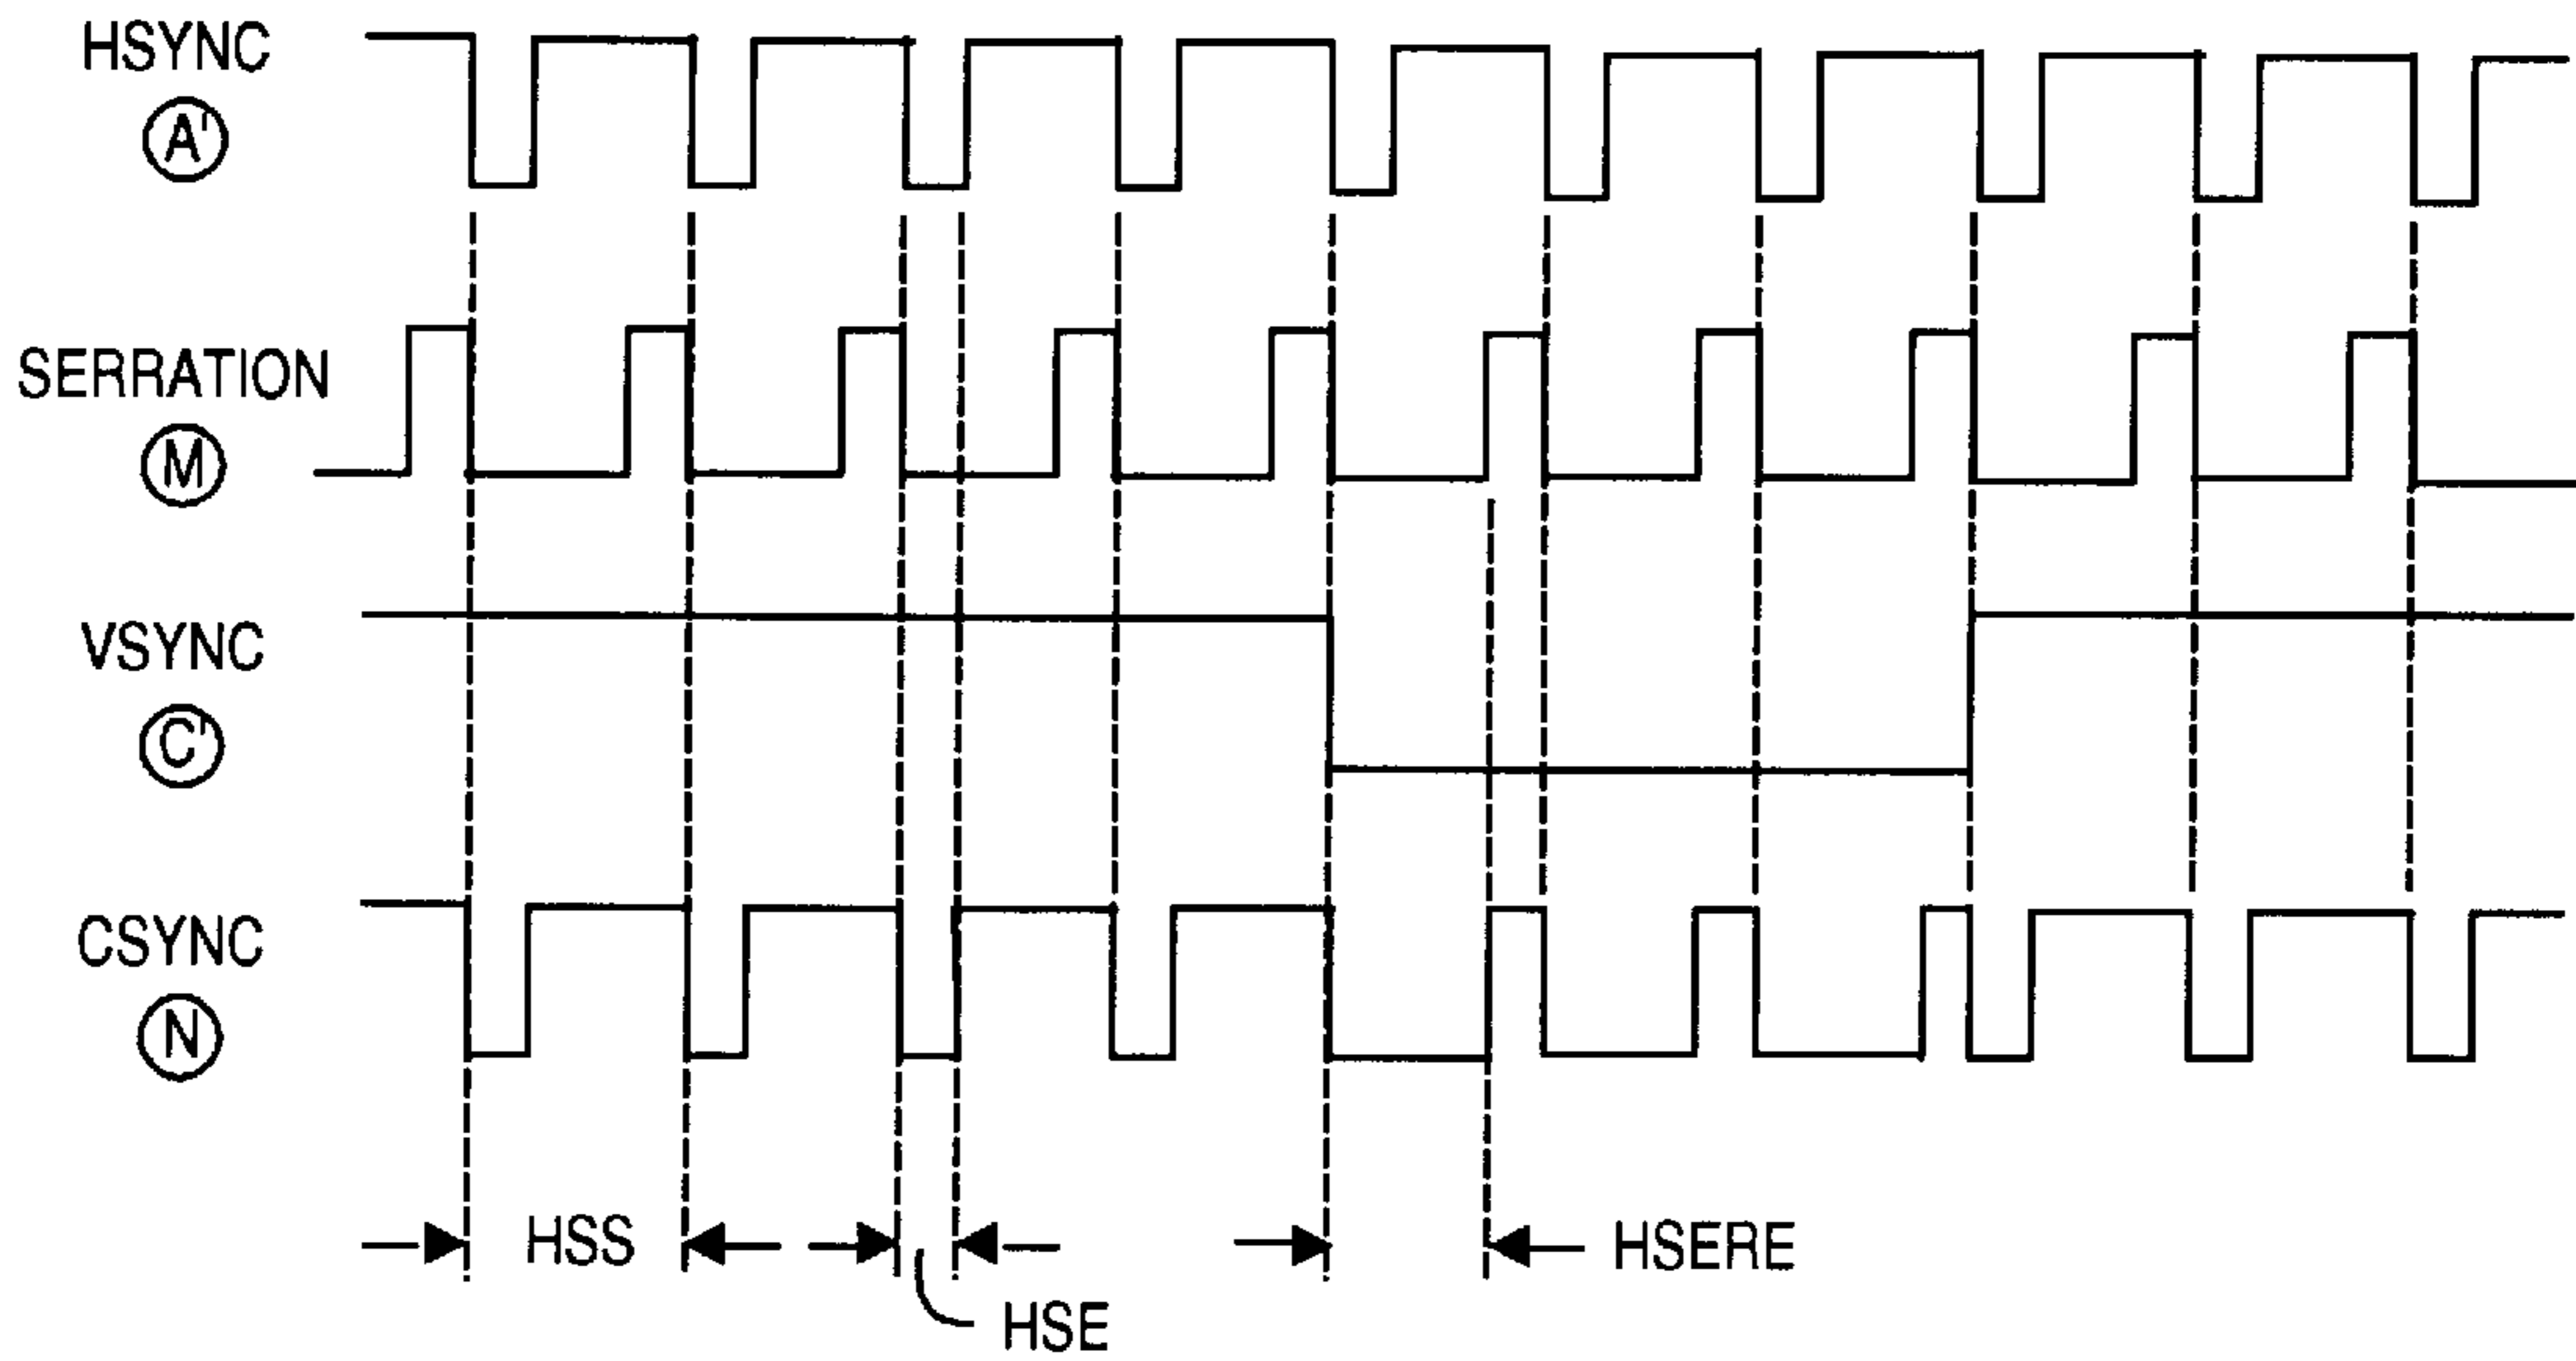 HSYNC
A'
SERRATION
M
VSYNC
C'
CSYNC
N
HSS
HSERE
HSE